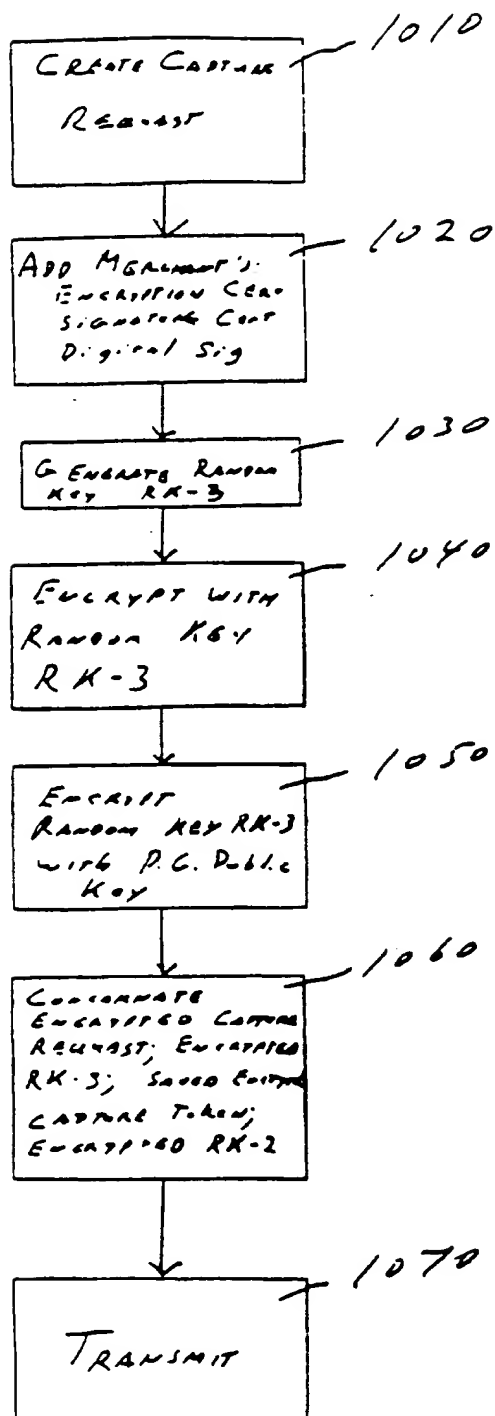 1010
CREATE CAPTURE
REQUEST
1020
ADD MERCHANT'S
ENCRYPTION CERT
SIGNATURE CERT
Digital Sig
1030
GENERATE RANDOM
Key RK-3
1040
ENCRYPT WITH
RANDOM KEY
RK-3
1050
ENCRYPT
RANDOM KEY RK-3
with P.G. Public
Key
1060
CONCATENATE
ENCRYPTED CAPTURE
REQUEST; ENCRYPTED
RK-3; SAVED
CAPTURE TOKEN;
ENCRYPTED RK-2
1070
TRANSMIT